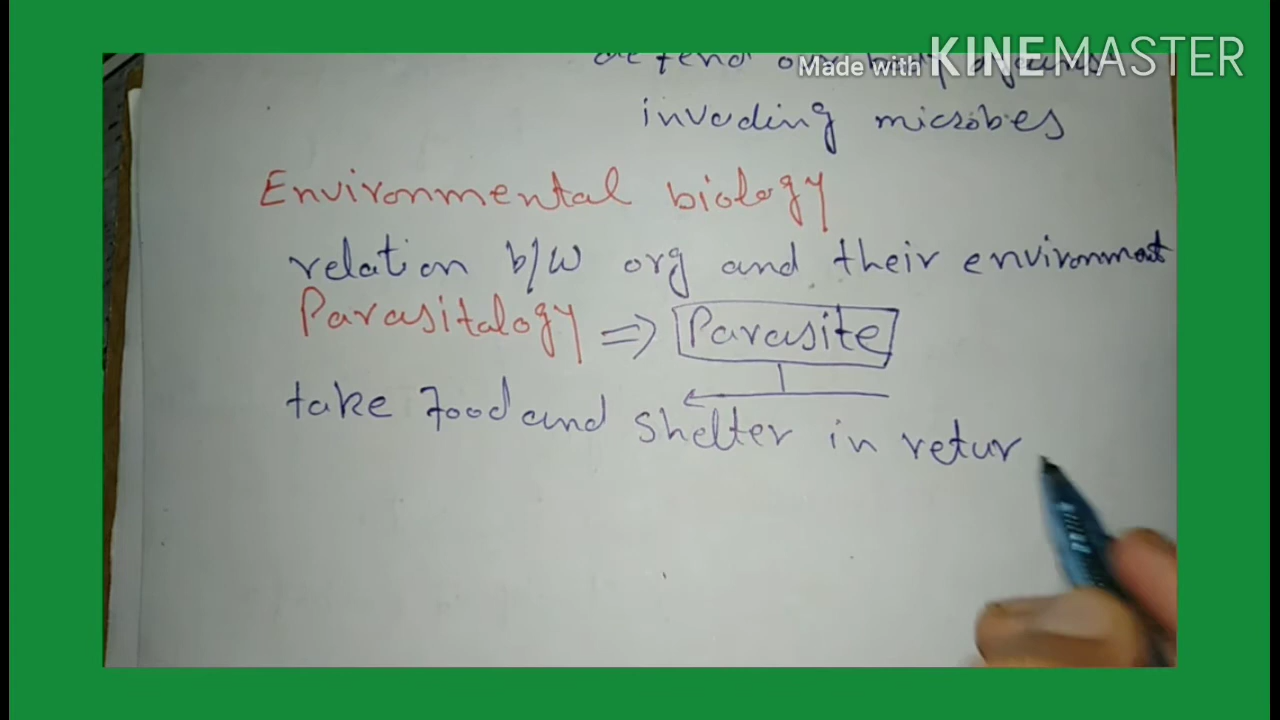 Made with KINEMASTER
invading microbes
Environmental biology
relation b/w org and their environment
Parasitalogy => Parasite
take food and shelter in retur